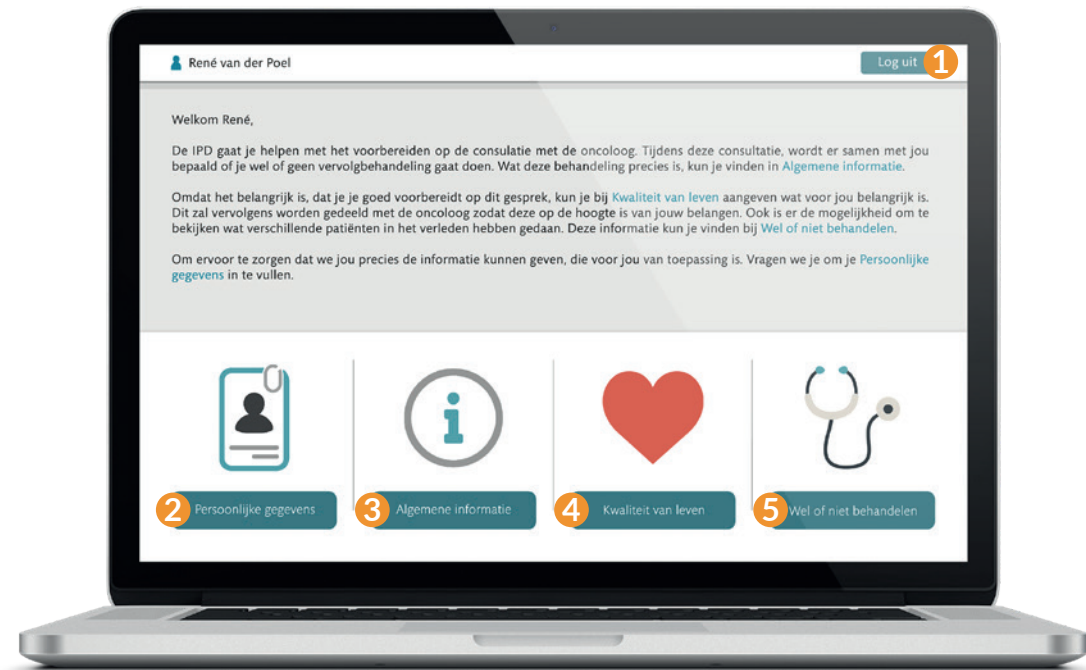 René van der Poel
Log uit
1
Welkom René,
De IPD gaat je helpen met het voorbereiden op de consulatie met de oncoloog. Tijdens deze consultatie, wordt er samen met jou
bepaald of je wel of geen vervolgbehandeling gaat doen. Wat deze behandeling precies is, kun je vinden in Algemene informatie.
Omdat het belangrijk is, dat je je goed voorbereidt op dit gesprek, kun je bij Kwaliteit van leven aangeven wat voor jou belangrijk is.
Dit zal vervolgens worden gedeeld met de oncoloog zodat deze op de hoogte is van jouw belangen. Ook is er de mogelijkheid om te
bekijken wat verschillende patiënten in het verleden hebben gedaan. Deze informatie kun je vinden bij Wel of niet behandelen.
Om ervoor te zorgen dat we jou precies de informatie kunnen geven, die voor jou van toepassing is. Vragen we je om je Persoonlijke
gegevens in te vullen.
2 Persoonlijke gegevens
3 Algemene informatie
4 Kwaliteit van leven
5 Wel of niet behandelen